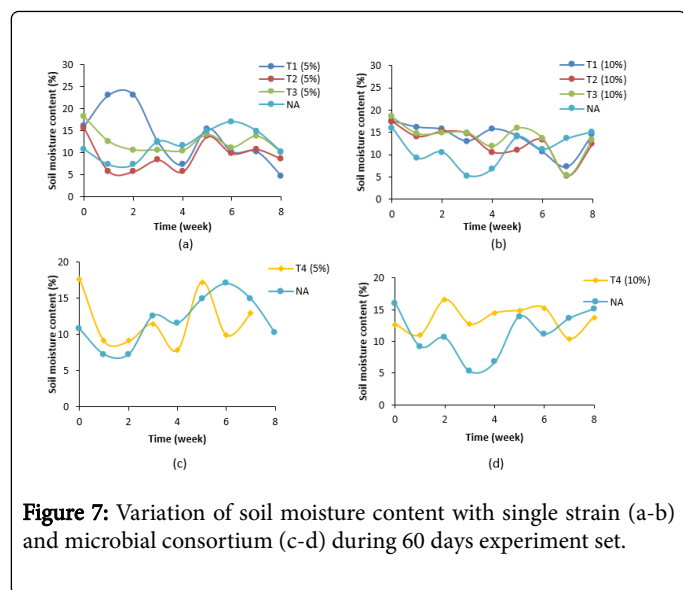 T1 (5%)
T2 (5%)
T3 (5%)
NA
Soil moisture content (%)
30
25
20
15
10
5
0
0 2 4 6 8
Time (week)
(a)
T1 (10%)
T2 (10%)
T3 (10%)
NA
Soil moisture content (%)
30
25
20
15
10
5
0
0 2 4 6 8
Time (week)
(b)
T4 (5%)
NA
Soil moisture content (%)
20
15
10
5
0
0 2 4 6 8
Time (week)
(c)
T4 (10%)
NA
Soil moisture content (%)
20
15
10
5
0
0 2 4 6 8
Time (week)
(d)
Figure 7: Variation of soil moisture content with single strain (a-b)
and microbial consortium (c-d) during 60 days experiment set.